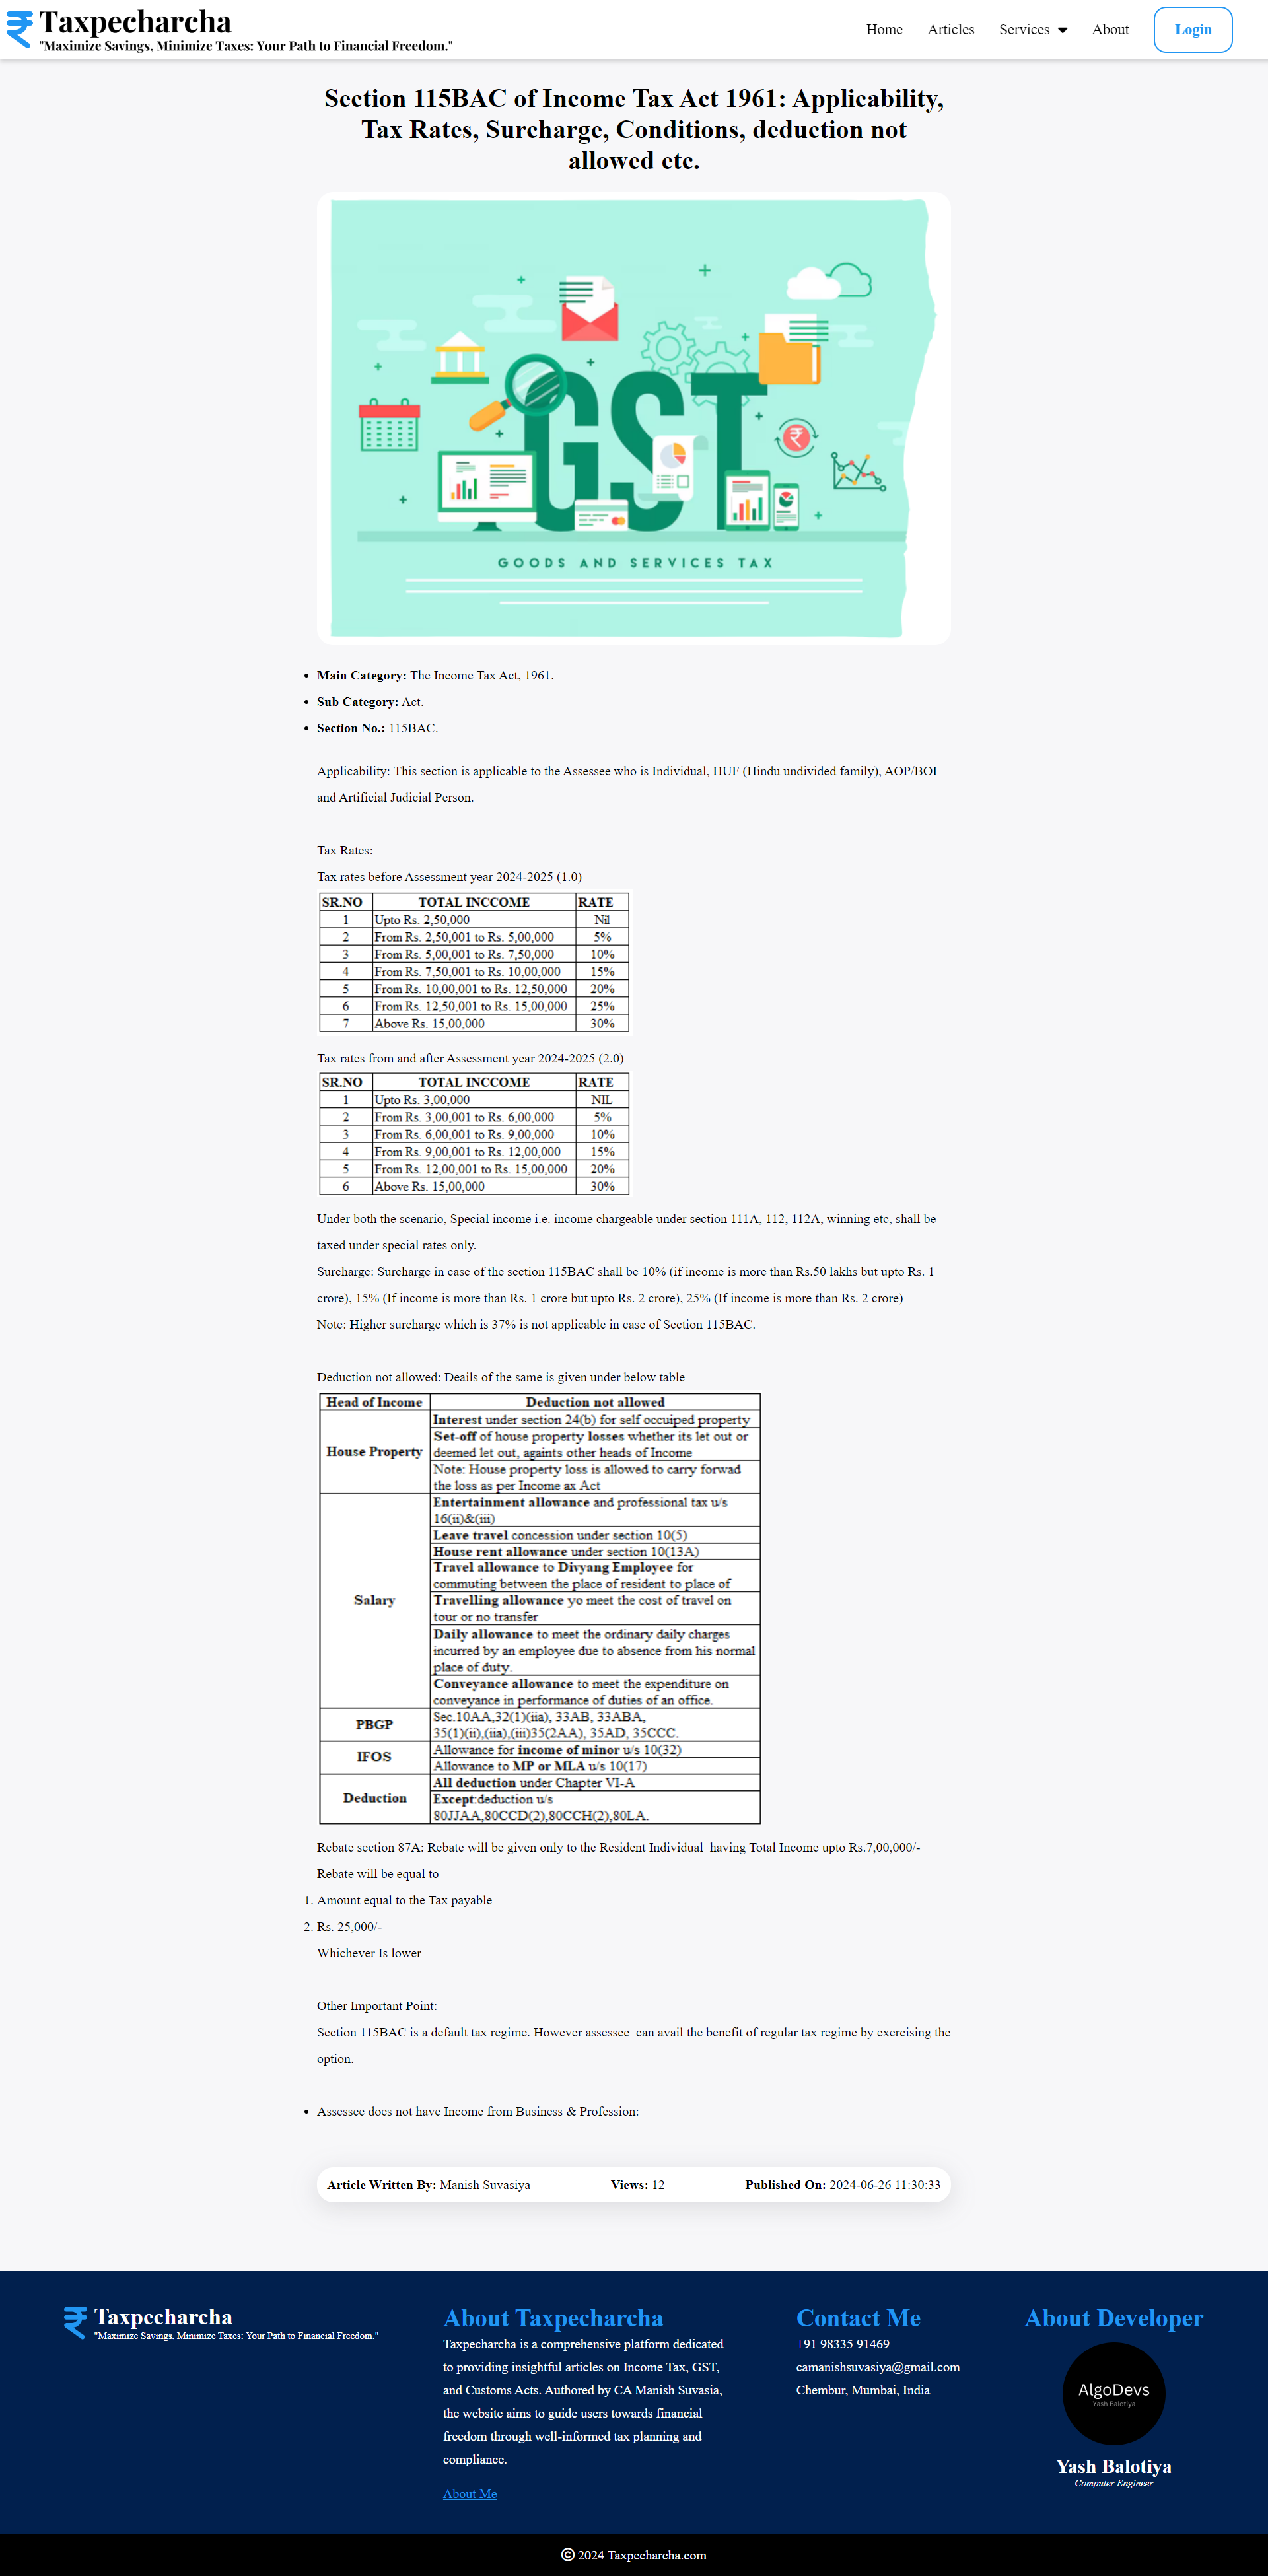 Taxpecharcha
"Maximize Savings, Minimize Taxes: Your Path to Financial Freedom."
Home Articles Services About Login
Section 115BAC of Income Tax Act 1961: Applicability,
Tax Rates, Surcharge, Conditions, deduction not
allowed etc.
GST
GOODS AND SERVICES TAX
Main Category: The Income Tax Act, 1961.
Sub Category: Act.
Section No.: 115BAC.
Applicability: This section is applicable to the Assessee who is Individual, HUF (Hindu undivided family), AOP/BOI
and Artificial Judicial Person.
Tax Rates:
Tax rates before Assessment year 2024-2025 (1.0)
SR.NO TOTAL INCCOME RATE
1 Upto Rs. 2,50,000 Nil
2 From Rs. 2,50,001 to Rs. 5,00,000 5%
3 From Rs. 5,00,001 to Rs. 7,50,000 10%
4 From Rs. 7,50,001 to Rs. 10,00,000 15%
5 From Rs. 10,00,001 to Rs. 12,50,000 20%
6 From Rs. 12,50,001 to Rs. 15,00,000 25%
7 Above Rs. 15,00,000 30%
Tax rates from and after Assessment year 2024-2025 (2.0)
SR.NO TOTAL INCCOME RATE
1 Upto Rs. 3,00,000 NIL
2 From Rs. 3,00,001 to Rs. 6,00,000 5%
3 From Rs. 6,00,001 to Rs. 9,00,000 10%
4 From Rs. 9,00,001 to Rs. 12,00,000 15%
5 From Rs. 12,00,001 to Rs. 15,00,000 20%
6 Above Rs. 15,00,000 30%
Under both the scenario, Special income i.e. income chargeable under section 111A, 112, 112A, winning etc, shall be
taxed under special rates only.
Surcharge: Surcharge in case of the section 115BAC shall be 10% (if income is more than Rs.50 lakhs but upto Rs. 1
crore), 15% (If income is more than Rs. 1 crore but upto Rs. 2 crore), 25% (If income is more than Rs. 2 crore)
Note: Higher surcharge which is 37% is not applicable in case of Section 115BAC.
Deduction not allowed: Deails of the same is given under below table
Head of Income Deduction not allowed
House Property
Interest under section 24(b) for self occuiped property
Set-off of house property losses whether its let out or
deemed let out, againts other heads of Income
Note: House property loss is allowed to carry forwad
the loss as per Income ax Act
Salary
Entertainment allowance and professional tax u/s
16(ii)&(iii)
Leave travel concession under section 10(5)
House rent allowance under section 10(13A)
Travel allowance to Divyang Employee for
commuting between the place of resident to place of
Travelling allowance yo meet the cost of travel on
tour or no transfer
Daily allowance to meet the ordinary daily charges
incurred by an employee due to absence from his normal
place of duty.
Conveyance allowance to meet the expenditure on
conveyance in performance of duties of an office.
PBGP
Sec.10AA,32(1)(iia), 33AB, 33ABA,
35(1)(ii),(iia),(iii)35(2AA), 35AD, 35CCC.
IFOS
Allowance for income of minor u/s 10(32)
Allowance to MP or MLA u/s 10(17)
Deduction
All deduction under Chapter VI-A
Except:deduction u/s
80JJAA,80CCD(2),80CCH(2),80LA.
Rebate section 87A: Rebate will be given only to the Resident Individual  having Total Income upto Rs.7,00,000/-
Rebate will be equal to
1. Amount equal to the Tax payable
2. Rs. 25,000/-
Whichever Is lower
Other Important Point:
Section 115BAC is a default tax regime. However assessee  can avail the benefit of regular tax regime by exercising the
option.
Assessee does not have Income from Business & Profession:
Article Written By: Manish Suvasiya Views: 12 Published On: 2024-06-26 11:30:33
Taxpecharcha
"Maximize Savings, Minimize Taxes: Your Path to Financial Freedom."
About Taxpecharcha
Taxpecharcha is a comprehensive platform dedicated
to providing insightful articles on Income Tax, GST,
and Customs Acts. Authored by CA Manish Suvasia,
the website aims to guide users towards financial
freedom through well-informed tax planning and
compliance.
About Me
Contact Me
+91 98335 91469
camanishsuvasiya@gmail.com
Chembur, Mumbai, India
About Developer
AlgoDevs
Yash Balotiya
Yash Balotiya
Computer Engineer
© 2024 Taxpecharcha.com